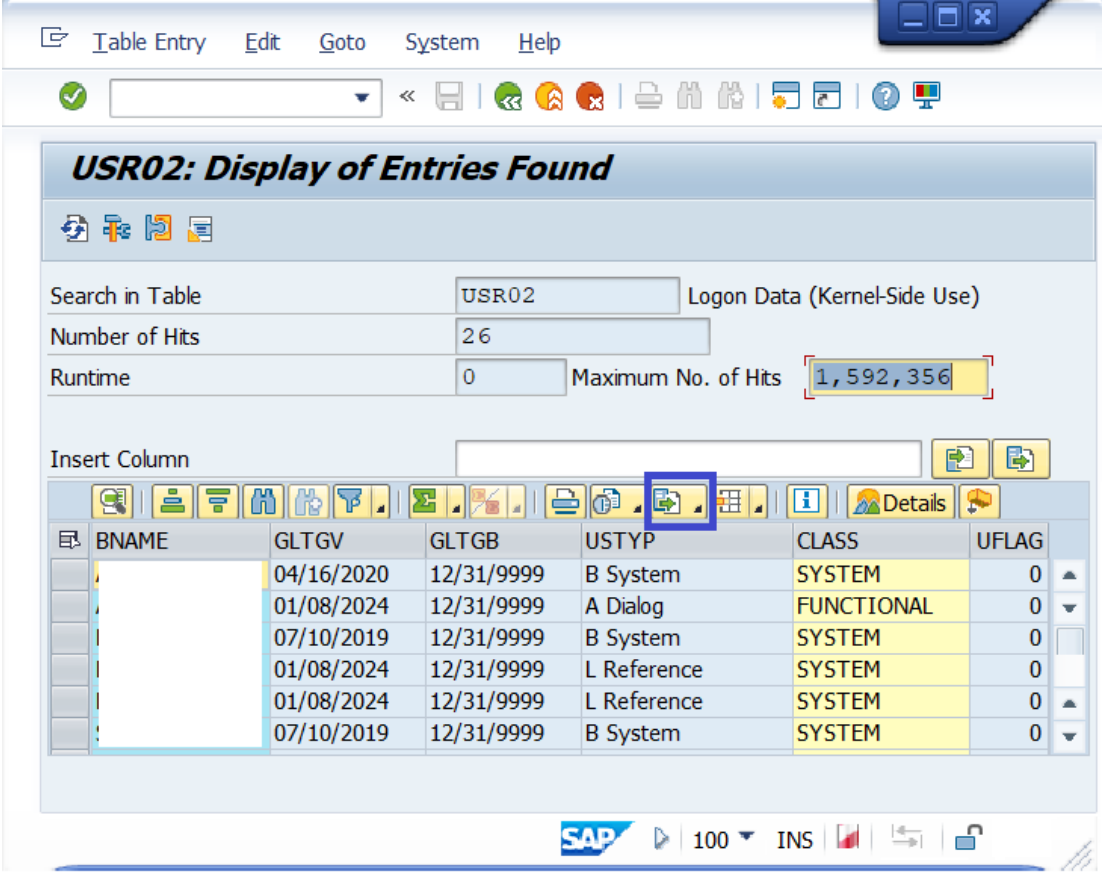 Table Entry Edit Goto System Help
«
USR02: Display of Entries Found
Search in Table USR02 Logon Data (Kernel-Side Use)
Number of Hits 26
Runtime 0 Maximum No. of Hits 1,592,356
Insert Column
Details
BNAME GLTGV GLTGB USTYP CLASS UFLAG
04/16/2020 12/31/9999 B System SYSTEM 0
01/08/2024 12/31/9999 A Dialog FUNCTIONAL 0
07/10/2019 12/31/9999 B System SYSTEM 0
01/08/2024 12/31/9999 L Reference SYSTEM 0
01/08/2024 12/31/9999 L Reference SYSTEM 0
07/10/2019 12/31/9999 B System SYSTEM 0
SAP 100 INS